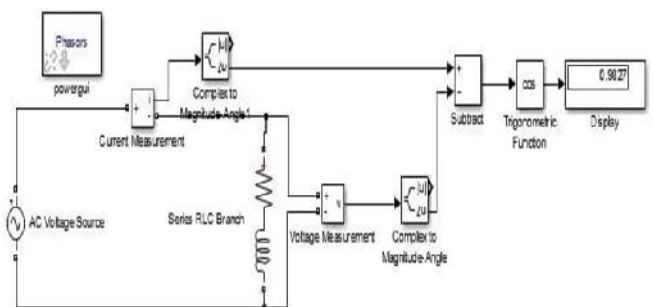 Phasors
powergui
Complex to
Magnitude-Angle1
Current Measurement
AC Voltage Source
Series RLC Branch
Voltage Measurement
Complex to
Magnitude-Angle
Subtract
cos
Trigonometric
Function
0.9827
Display
+
-
i
+
-
v
|u|
∠u
|u|
∠u
+
-